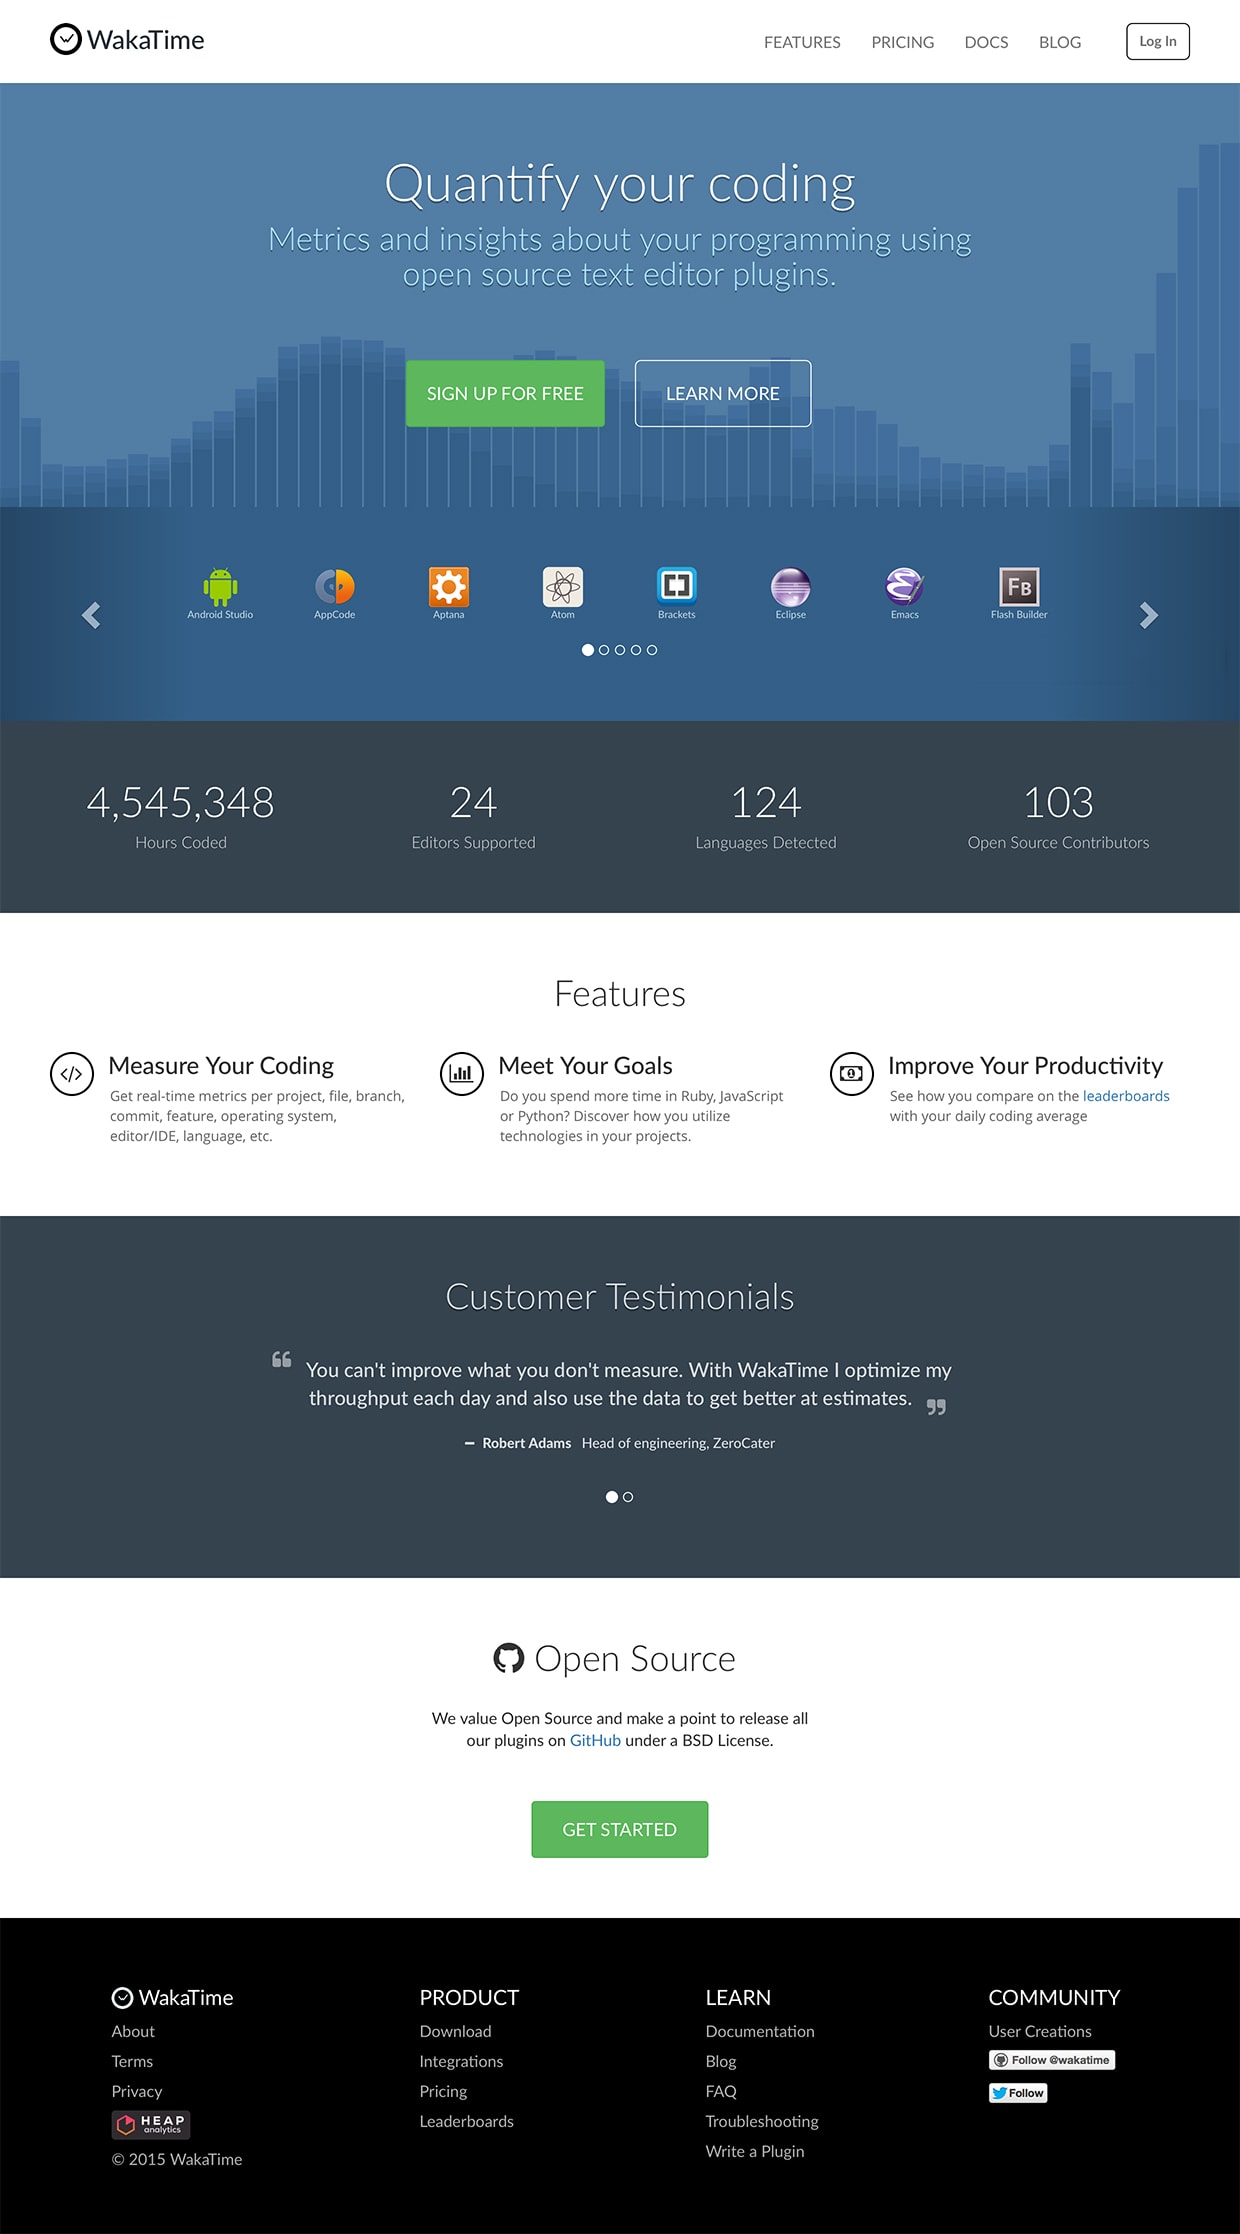 WakaTime
FEATURES PRICING DOCS BLOG Log In
Quantify your coding
Metrics and insights about your programming using
open source text editor plugins.
SIGN UP FOR FREE LEARN MORE
Android Studio AppCode Aptana Atom Brackets Eclipse Emacs Flash Builder
4,545,348 24 124 103
Hours Coded Editors Supported Languages Detected Open Source Contributors
Features
Measure Your Coding
Get real-time metrics per project, file, branch,
commit, feature, operating system,
editor/IDE, language, etc.
Meet Your Goals
Do you spend more time in Ruby, JavaScript
or Python? Discover how you utilize
technologies in your projects.
Improve Your Productivity
See how you compare on the leaderboards
with your daily coding average
Customer Testimonials
“ You can't improve what you don't measure. With WakaTime I optimize my
throughput each day and also use the data to get better at estimates. ”
– Robert Adams Head of engineering, ZeroCater
Open Source
We value Open Source and make a point to release all
our plugins on GitHub under a BSD License.
GET STARTED
WakaTime
About
Terms
Privacy
HEAP
analytics
© 2015 WakaTime
PRODUCT
Download
Integrations
Pricing
Leaderboards
LEARN
Documentation
Blog
FAQ
Troubleshooting
Write a Plugin
COMMUNITY
User Creations
Follow @wakatime
Follow